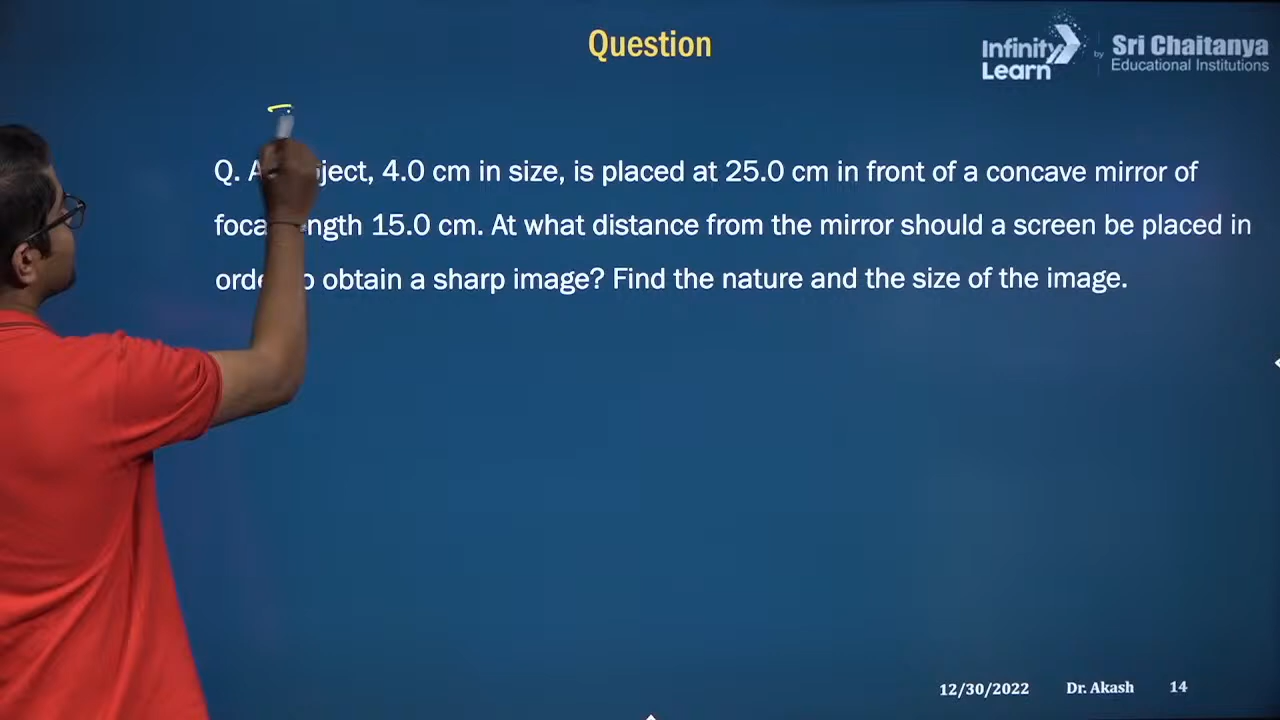 Question
Infinity Learn by Sri Chaitanya Educational Institutions
Q. A ject, 4.0 cm in size, is placed at 25.0 cm in front of a concave mirror of
foca ngth 15.0 cm. At what distance from the mirror should a screen be placed in
orde o obtain a sharp image? Find the nature and the size of the image.
12/30/2022 Dr. Akash 14